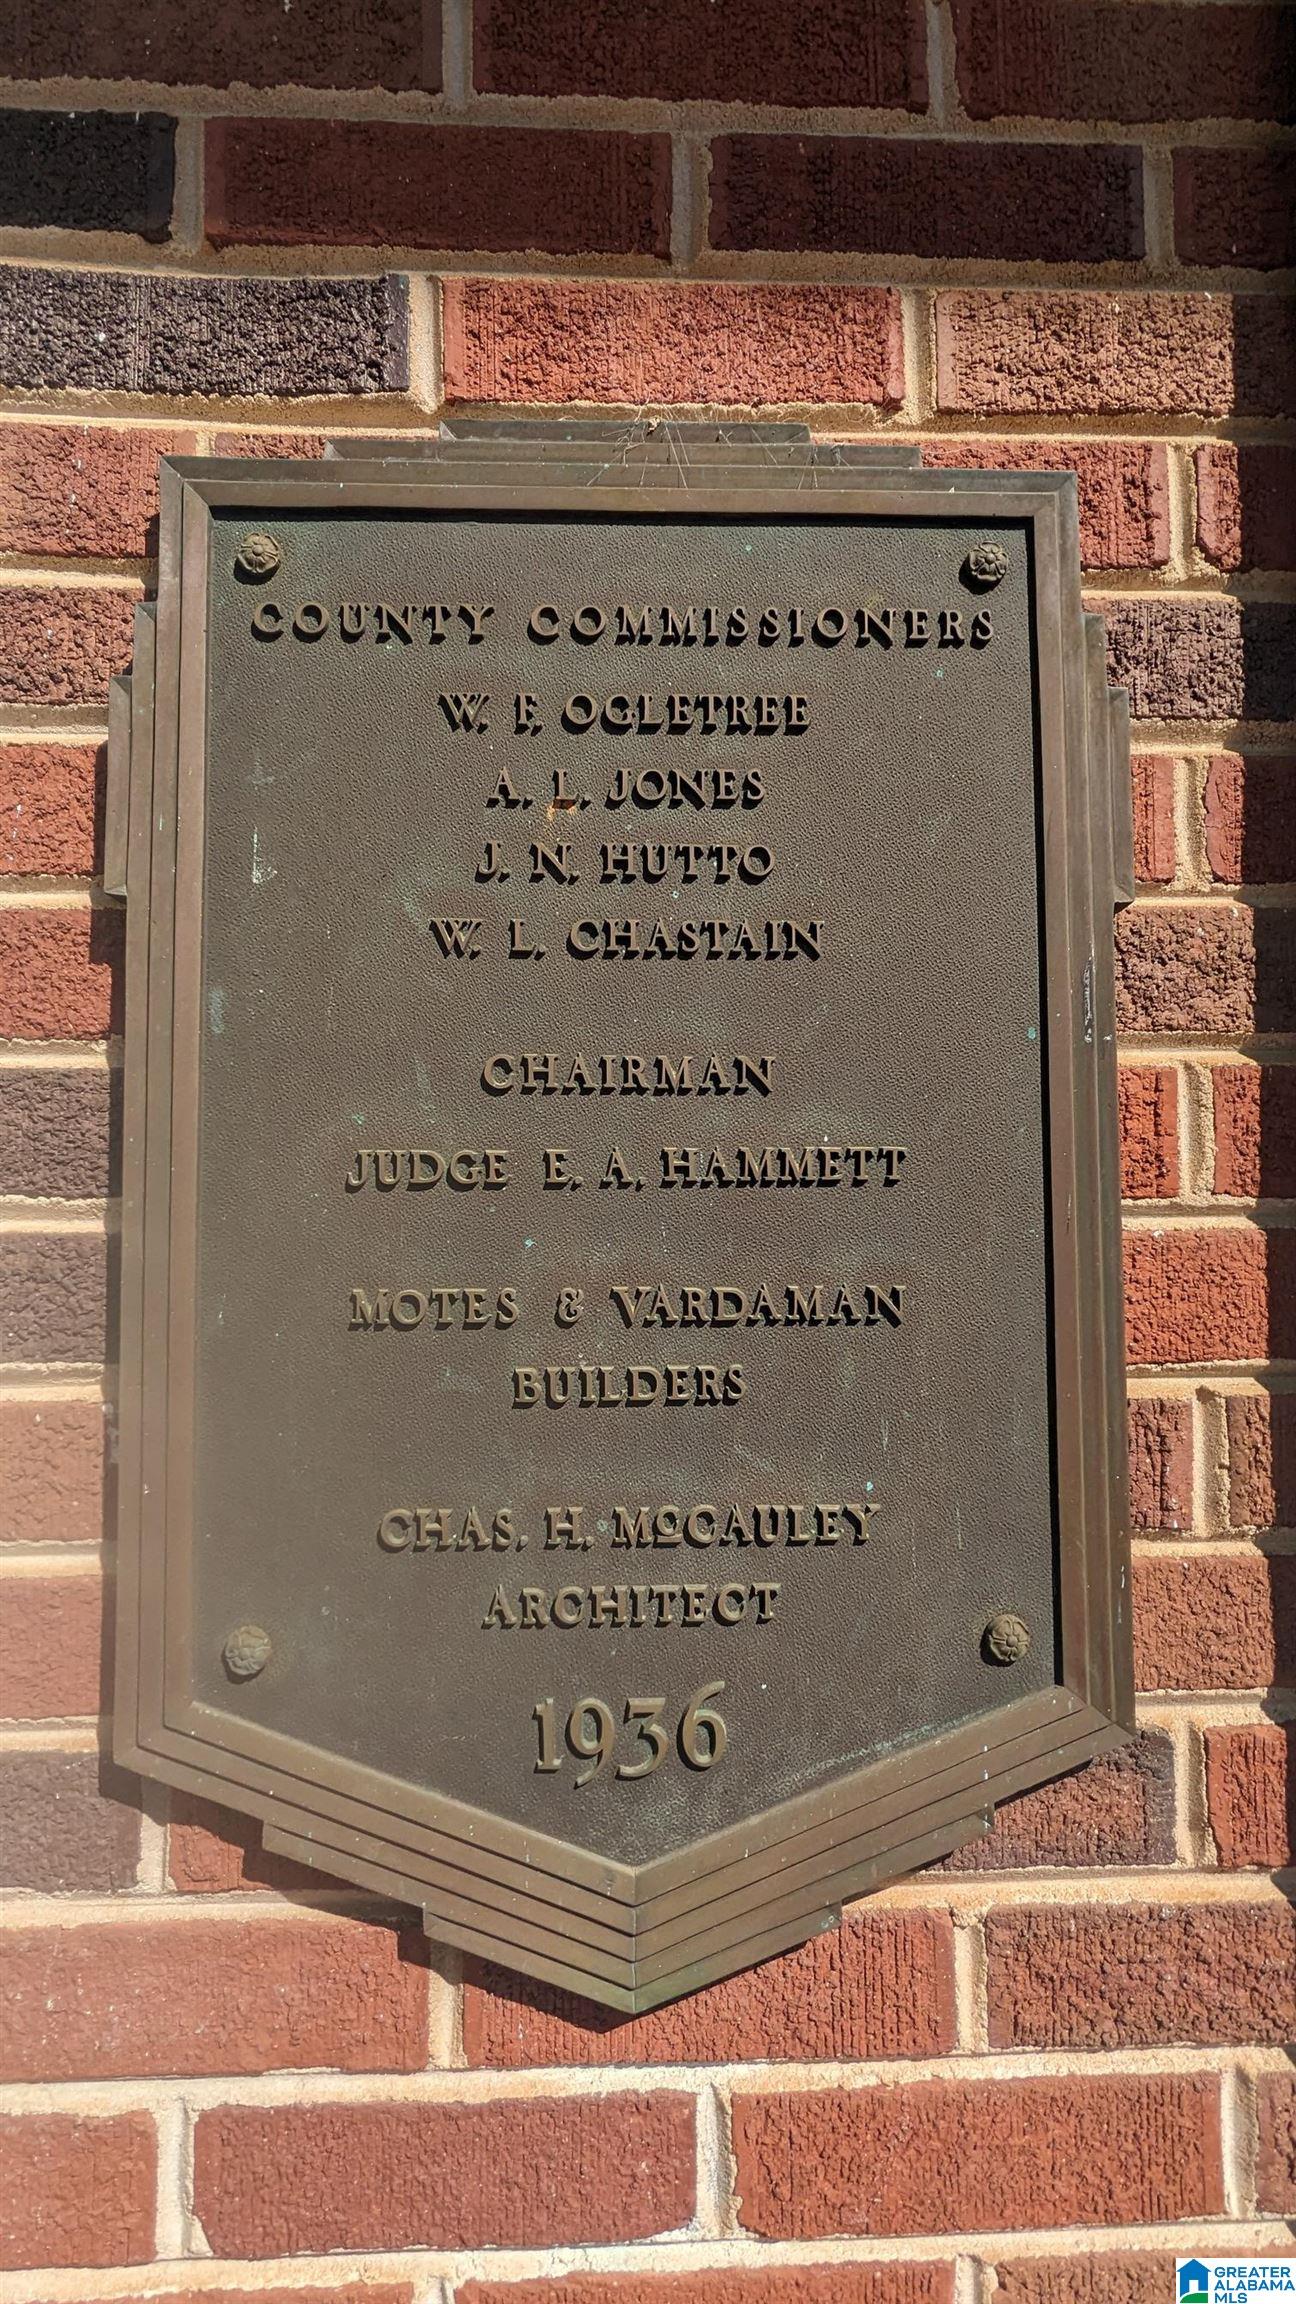 COUNTY COMMISSIONERS
W. F. OGLETREE
A. L. JONES
J. N. HUTTO
W. L. CHASTAIN
CHAIRMAN
JUDGE E. A. HAMMETT
MOTES & VARDAMAN
BUILDERS
CHAS. H. McCAULEY
ARCHITECT
1936
GREATER
ALABAMA
MLS